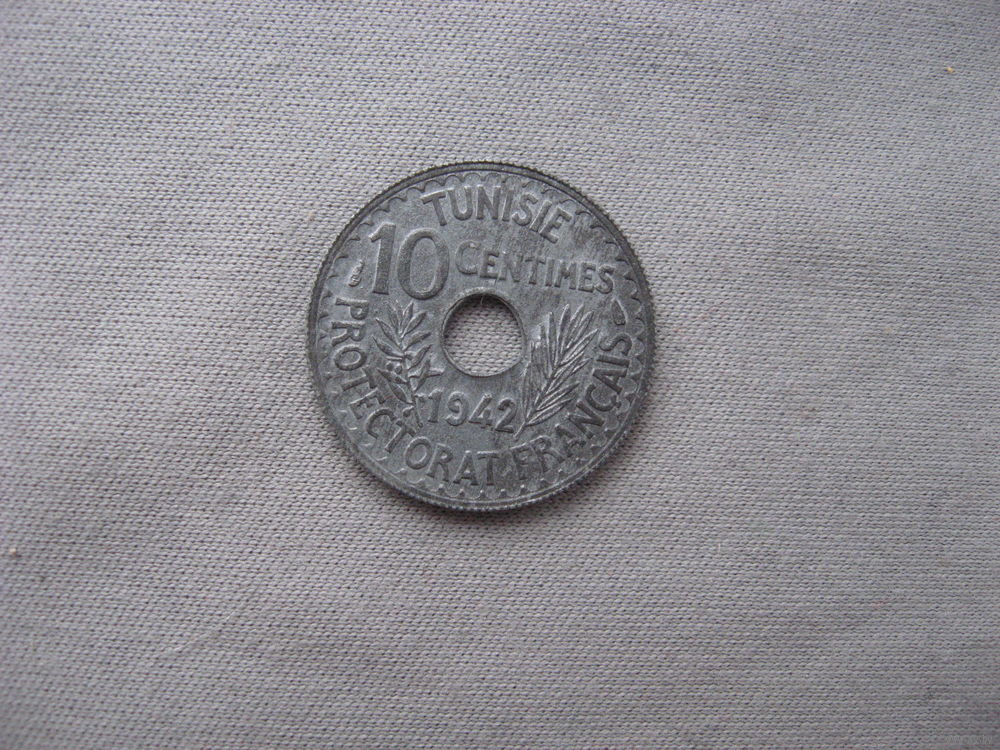 TUNISIE
10 CENTIMES
1942
PROTECTORAT FRANÇAIS